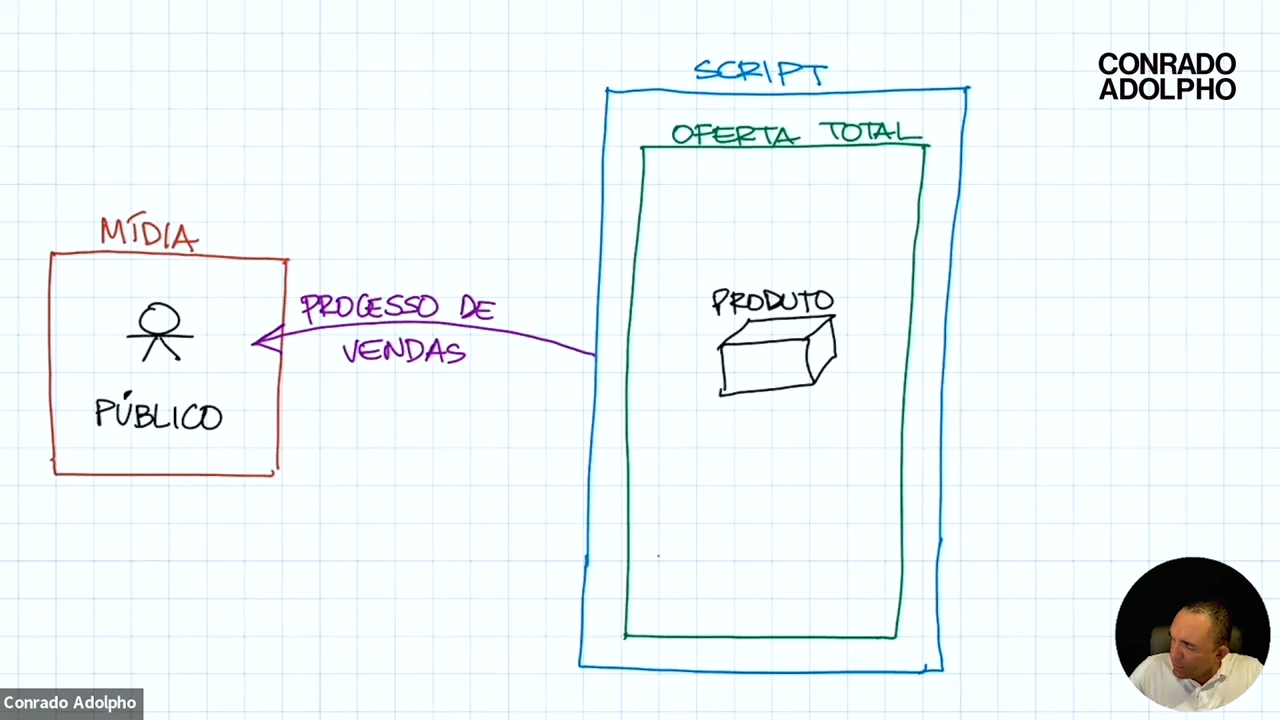 SCRIPT
CONRADO
ADOLPHO
OFERTA TOTAL
MÍDIA
PROCESSO DE
VENDAS
PRODUTO
PÚBLICO
Conrado Adolpho